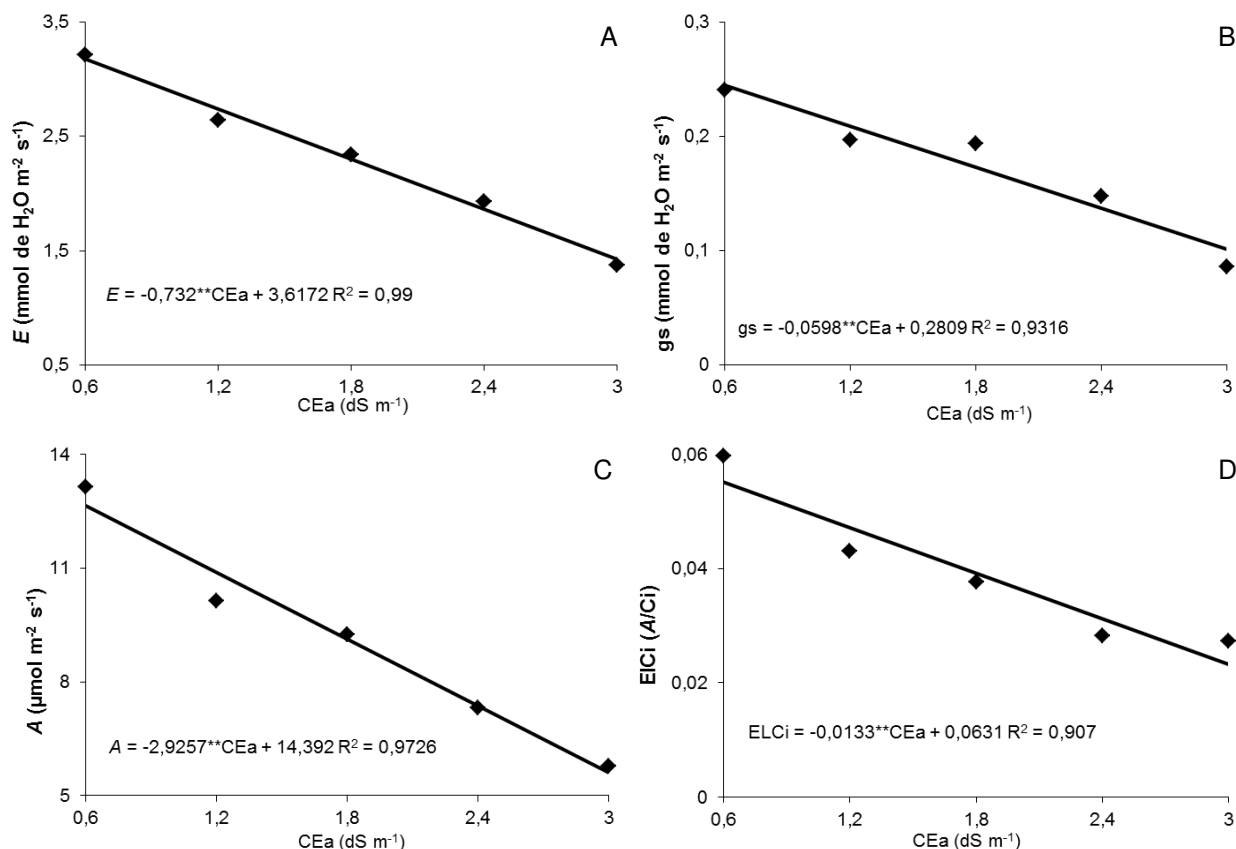 A
3,5
2,5
1,5
0,5
E (mmol de H₂O m⁻² s⁻¹)
E = -0,732**CEa + 3,6172 R² = 0,99
0,6 1,2 1,8 2,4 3
CEa (dS m⁻¹)
B
0,3
0,2
0,1
0
gs (mmol de H₂O m⁻² s⁻¹)
gs = -0,0598**CEa + 0,2809 R² = 0,9316
0,6 1,2 1,8 2,4 3
CEa (dS m⁻¹)
C
14
11
8
5
A (µmol m⁻² s⁻¹)
A = -2,9257**CEa + 14,392 R² = 0,9726
0,6 1,2 1,8 2,4 3
CEa (dS m⁻¹)
D
0,06
0,04
0,02
0
EICi (A/Ci)
ELCi = -0,0133**CEa + 0,0631 R² = 0,907
0,6 1,2 1,8 2,4 3
CEa (dS m⁻¹)